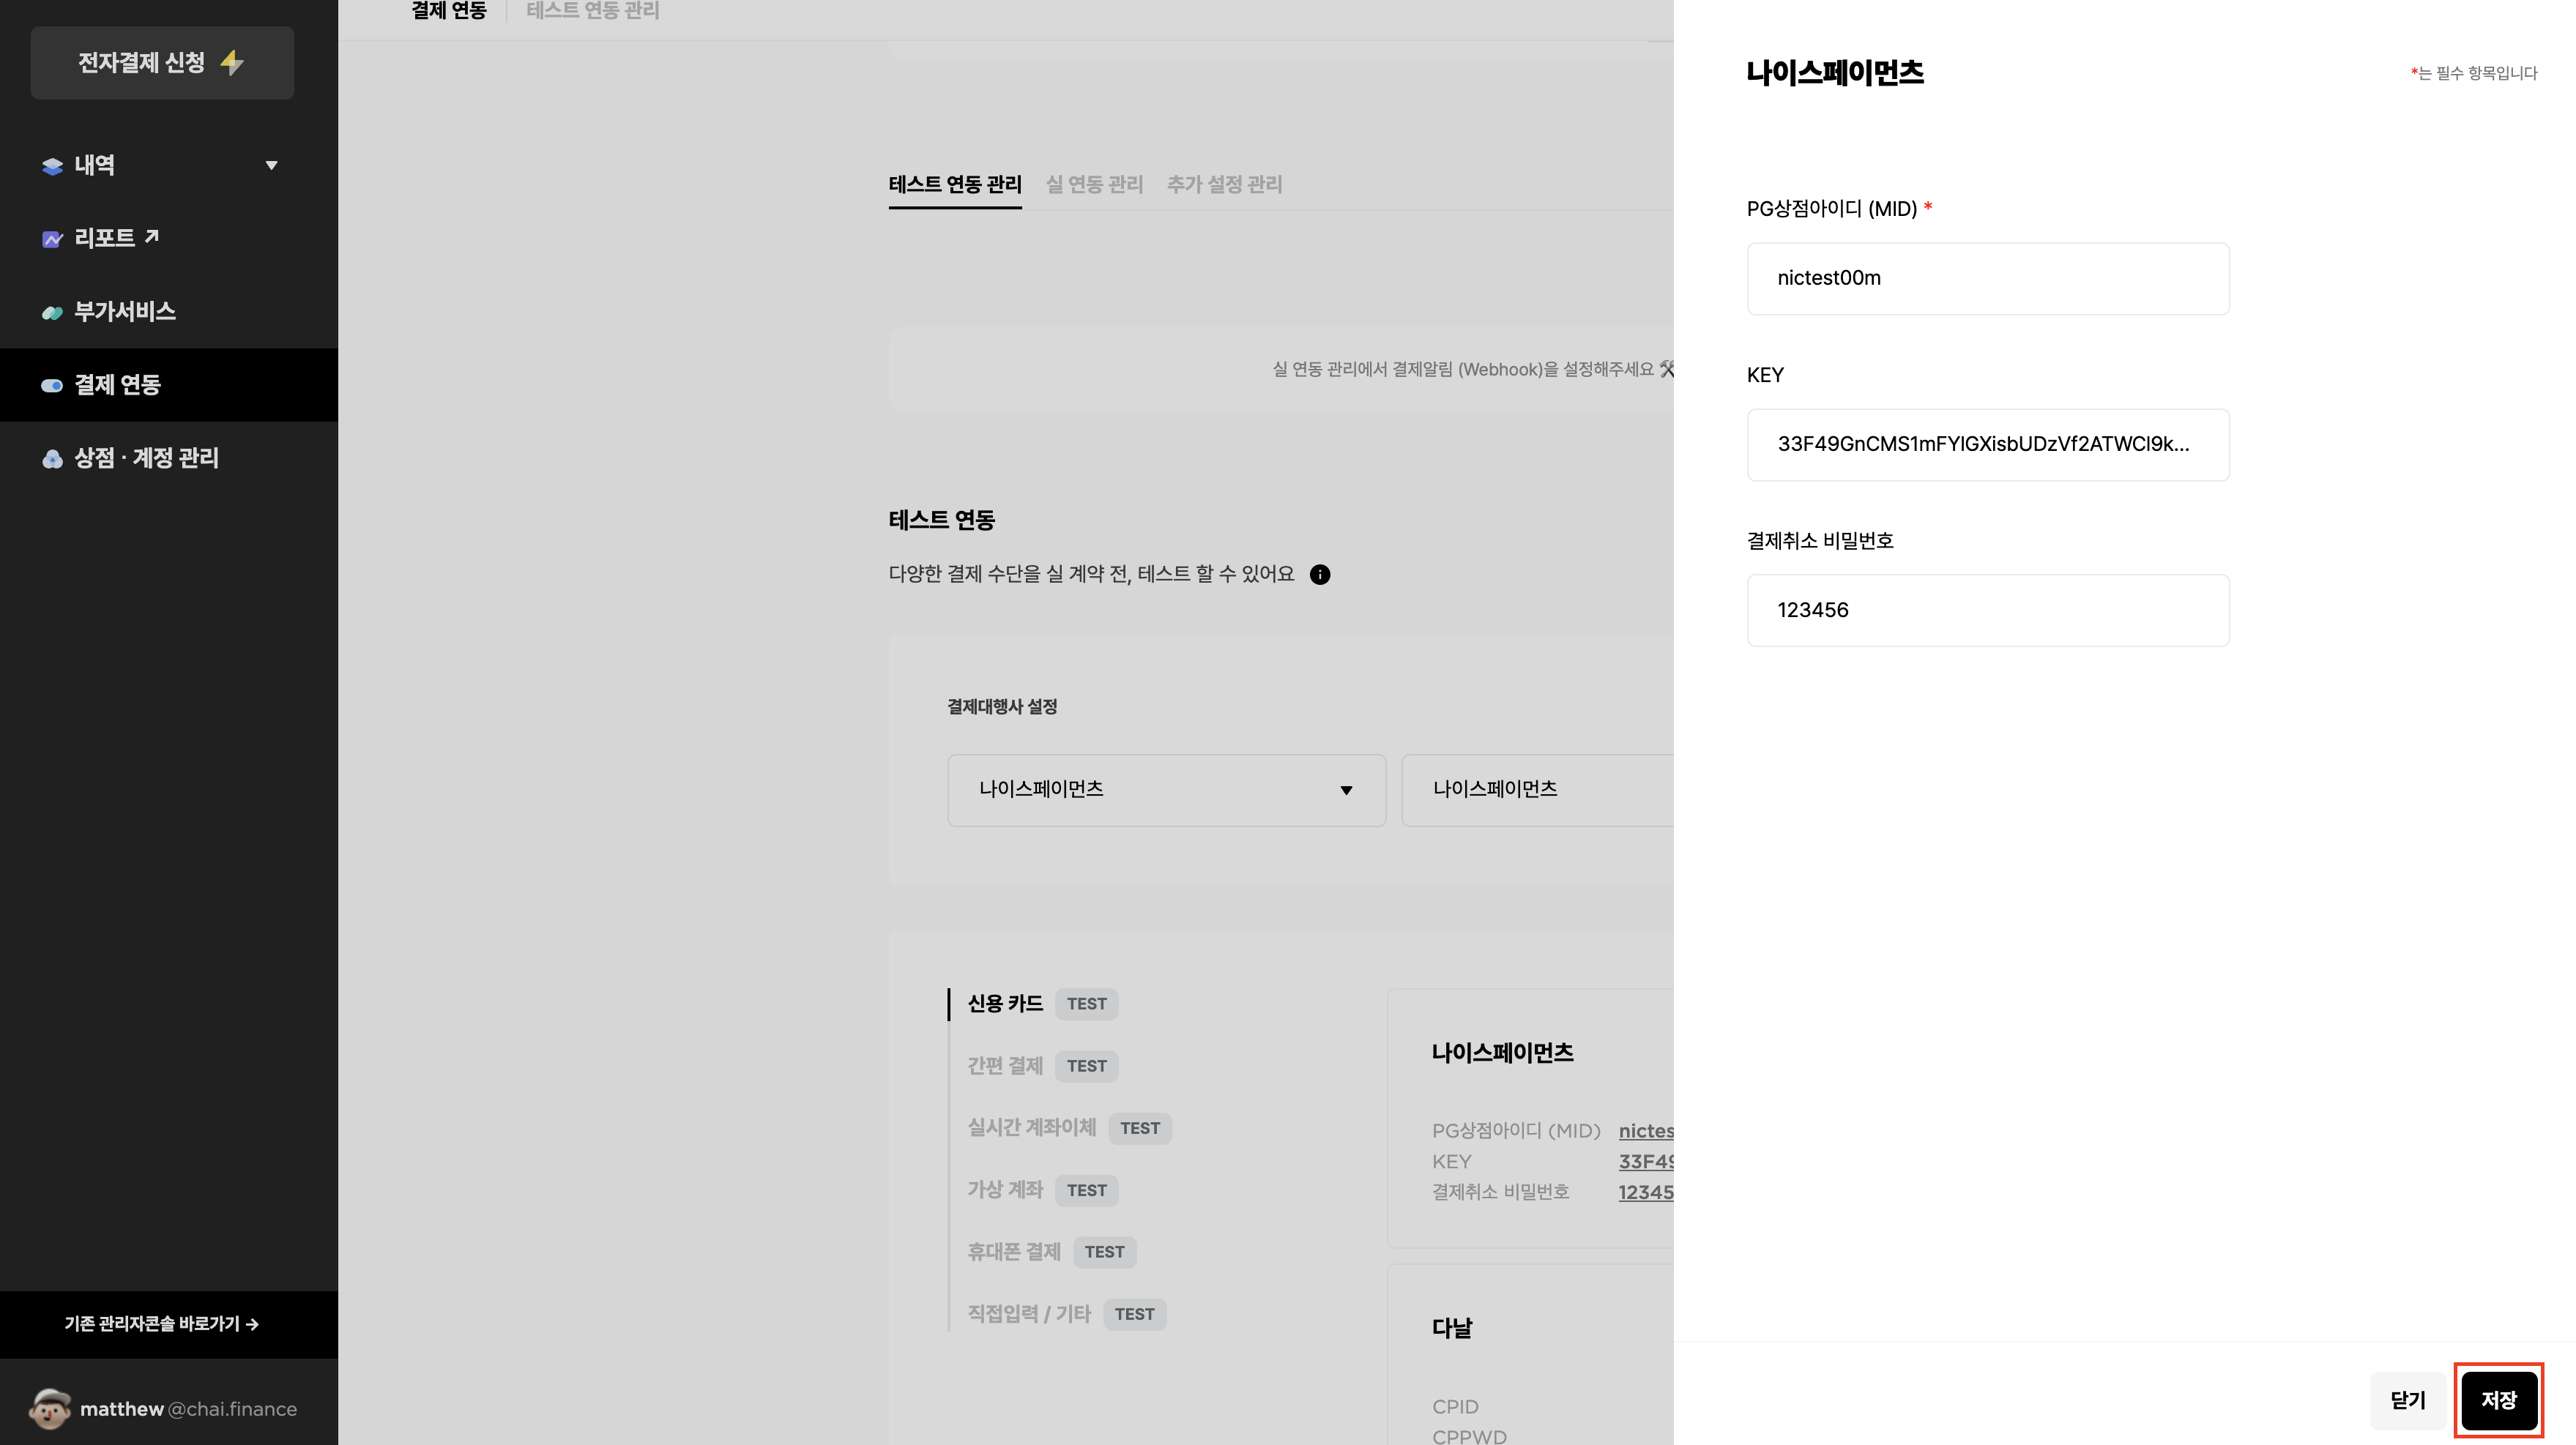 전자결제 신청
내역
리포트
부가서비스
결제 연동
상점 · 계정 관리
기존 관리자콘솔 바로가기 →
matthew @chai.finance
결제 연동
테스트 연동 관리
테스트 연동 관리
실 연동 관리
추가 설정 관리
실 연동 관리에서 결제알림 (Webhook)을 설정해주세요
테스트 연동
다양한 결제 수단을 실 계약 전, 테스트 할 수 있어요
결제대행사 설정
나이스페이먼츠
나이스페이먼츠
신용 카드 TEST
간편 결제 TEST
실시간 계좌이체 TEST
가상 계좌 TEST
휴대폰 결제 TEST
직접입력 / 기타 TEST
나이스페이먼츠
PG상점아이디 (MID) nictes
KEY 33F49
결제취소 비밀번호 12345
다날
CPID
CPPWD
나이스페이먼츠
*는 필수 항목입니다
PG상점아이디 (MID) *
nictest00m
KEY
33F49GnCMS1mFYlGXisbUDzVf2ATWCl9k...
결제취소 비밀번호
123456
닫기
저장